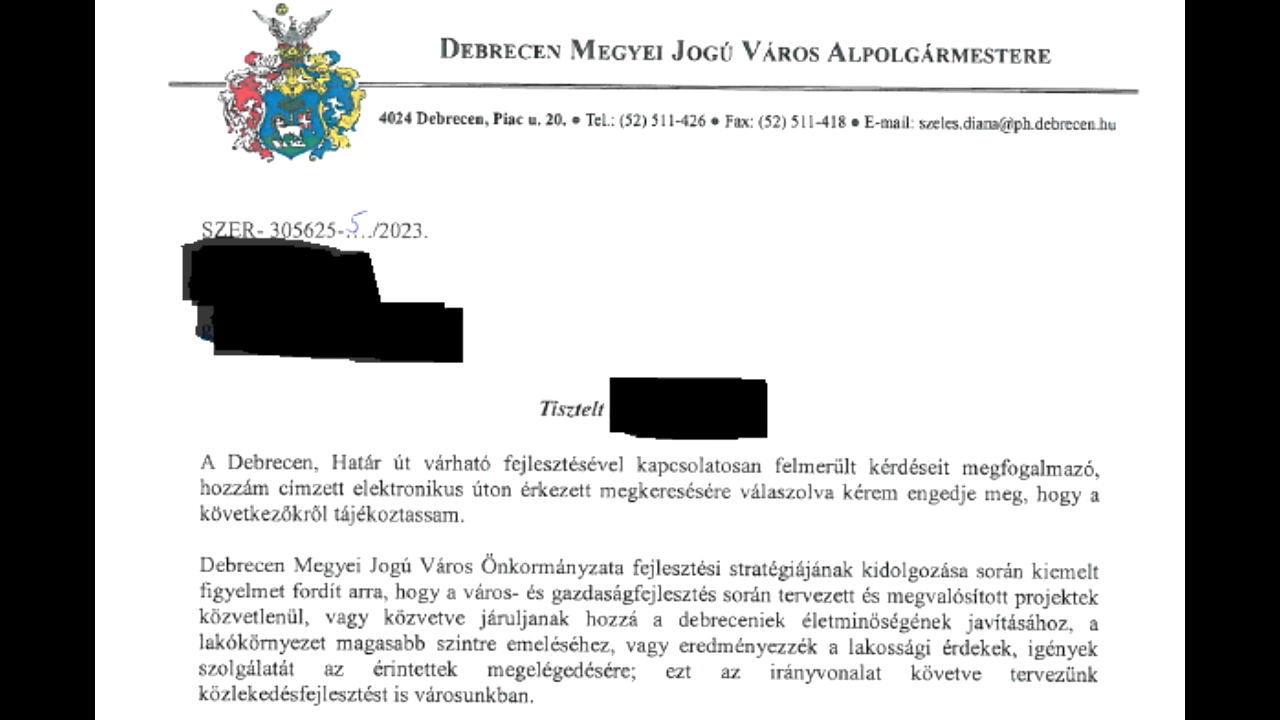 DEBRECEN MEGYEI JOGÚ VÁROS ALPOLGÁRMESTERE
4024 Debrecen, Piac u. 20. ● Tel.: (52) 511-426 ● Fax: (52) 511-418 ● E-mail: szeles.diana@ph.debrecen.hu
SZER- 305625-5.../2023.
Tisztelt
A Debrecen, Határ út várható fejlesztésével kapcsolatosan felmerült kérdéseit megfogalmazó,
hozzám címzett elektronikus úton érkezett megkeresésére válaszolva kérem engedje meg, hogy a
következőkről tájékoztassam.
Debrecen Megyei Jogú Város Önkormányzata fejlesztési stratégiájának kidolgozása során kiemelt
figyelmet fordít arra, hogy a város- és gazdaságfejlesztés során tervezett és megvalósított projektek
közvetlenül, vagy közvetve járuljanak hozzá a debreceniek életminőségének javításához, a
lakókörnyezet magasabb szintre emeléséhez, vagy eredményezzék a lakossági érdekek, igények
szolgálatát az érintettek megelégedésére; ezt az irányvonalat követve tervezünk
közlekedésfejlesztést is városunkban.